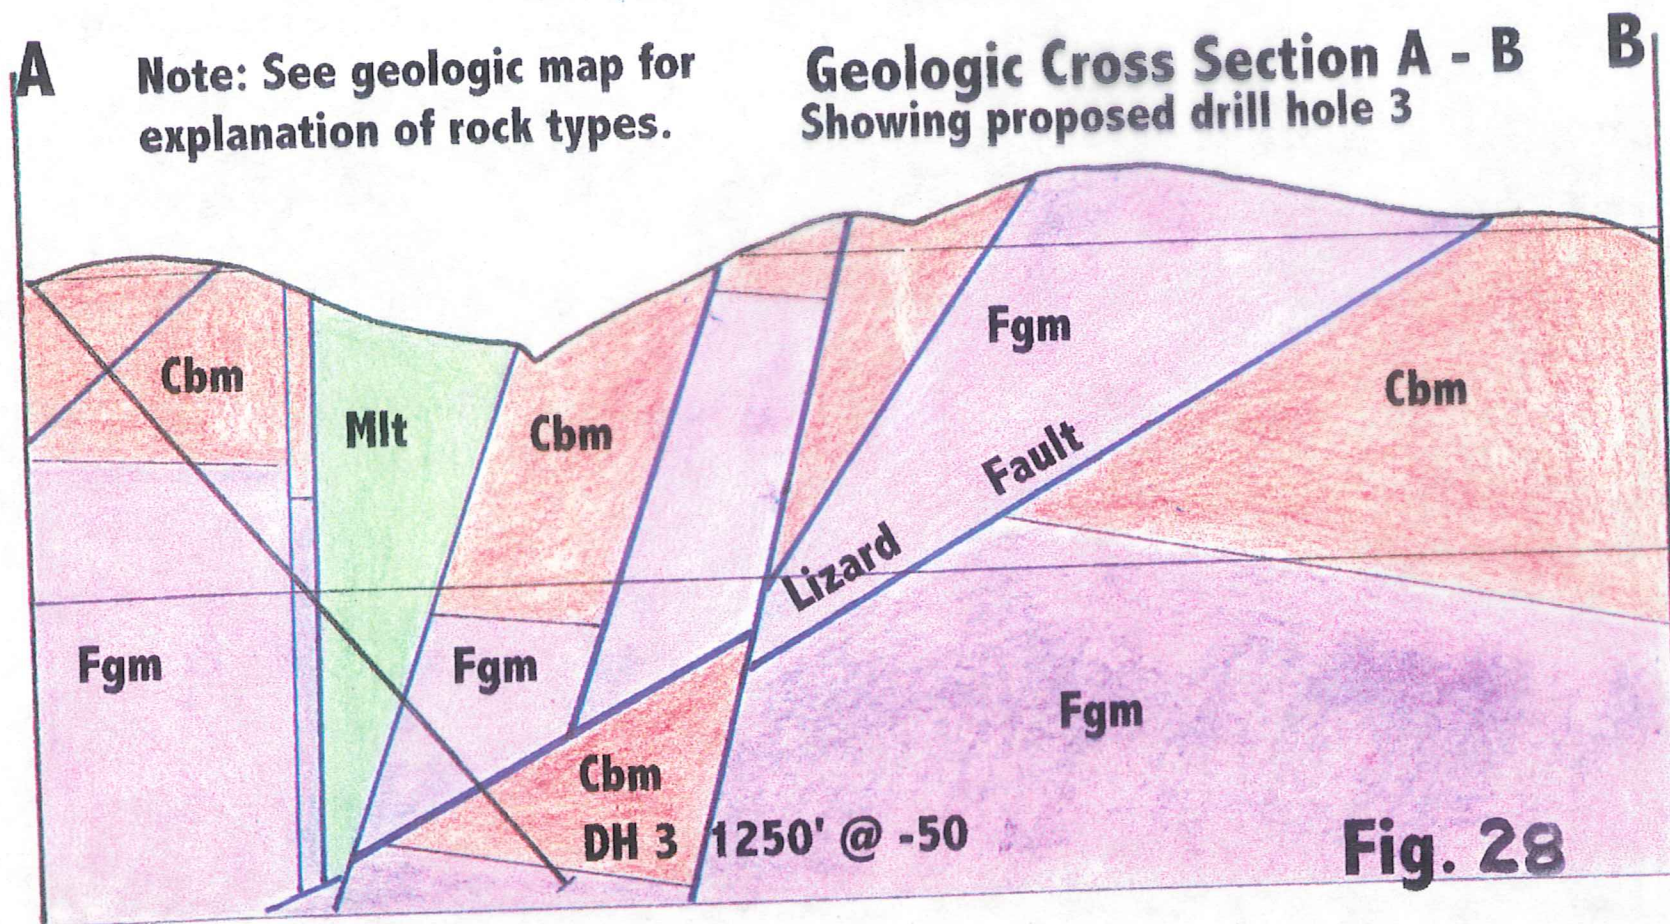 A
Note: See geologic map for
explanation of rock types.
Geologic Cross Section A - B
Showing proposed drill hole 3
B
Fgm
Cbm
Cbm
Mlt
Cbm
Lizard Fault
Fgm
Fgm
Fgm
Cbm
DH 3 1250' @ -50
Fig. 28